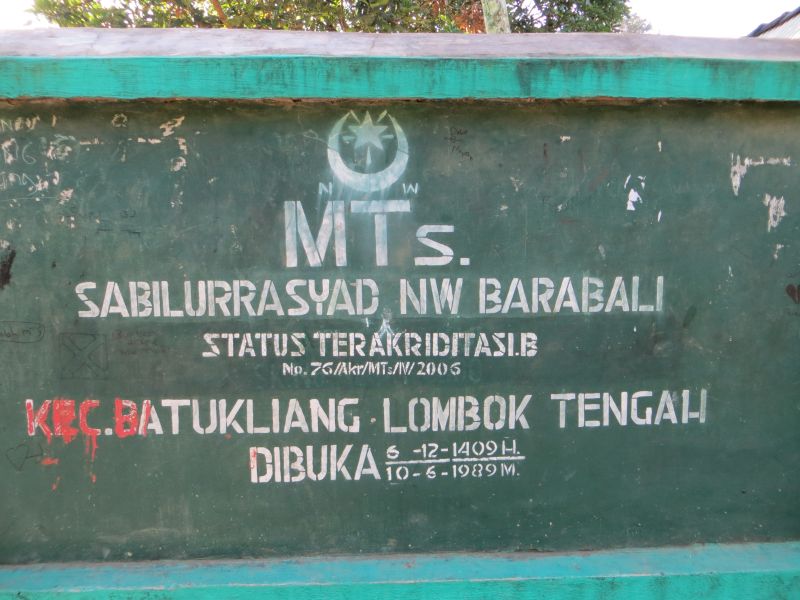 N W
MTs.
SABILURRASYAD NW BARABALI
STATUS TERAKRIDITASI.B
No. 76/Akr/MTs/IV/2006
KEC.BATUKLIANG LOMBOK TENGAH
DIBUKA 6 -12-1409 H.
10-6-1989 M.